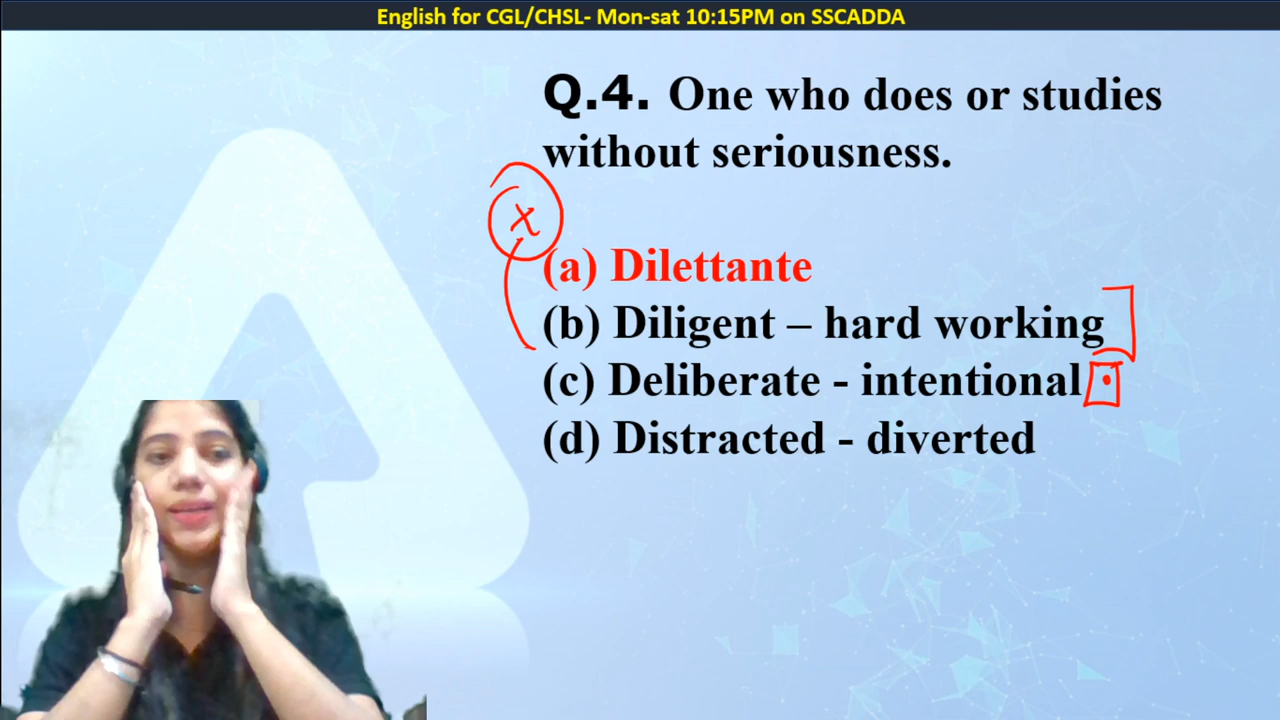 English for CGL/CHSL- Mon-sat 10:15PM on SSCADDA
Q.4. One who does or studies
without seriousness.
x
(a) Dilettante
(b) Diligent – hard working
(c) Deliberate - intentional
(d) Distracted - diverted